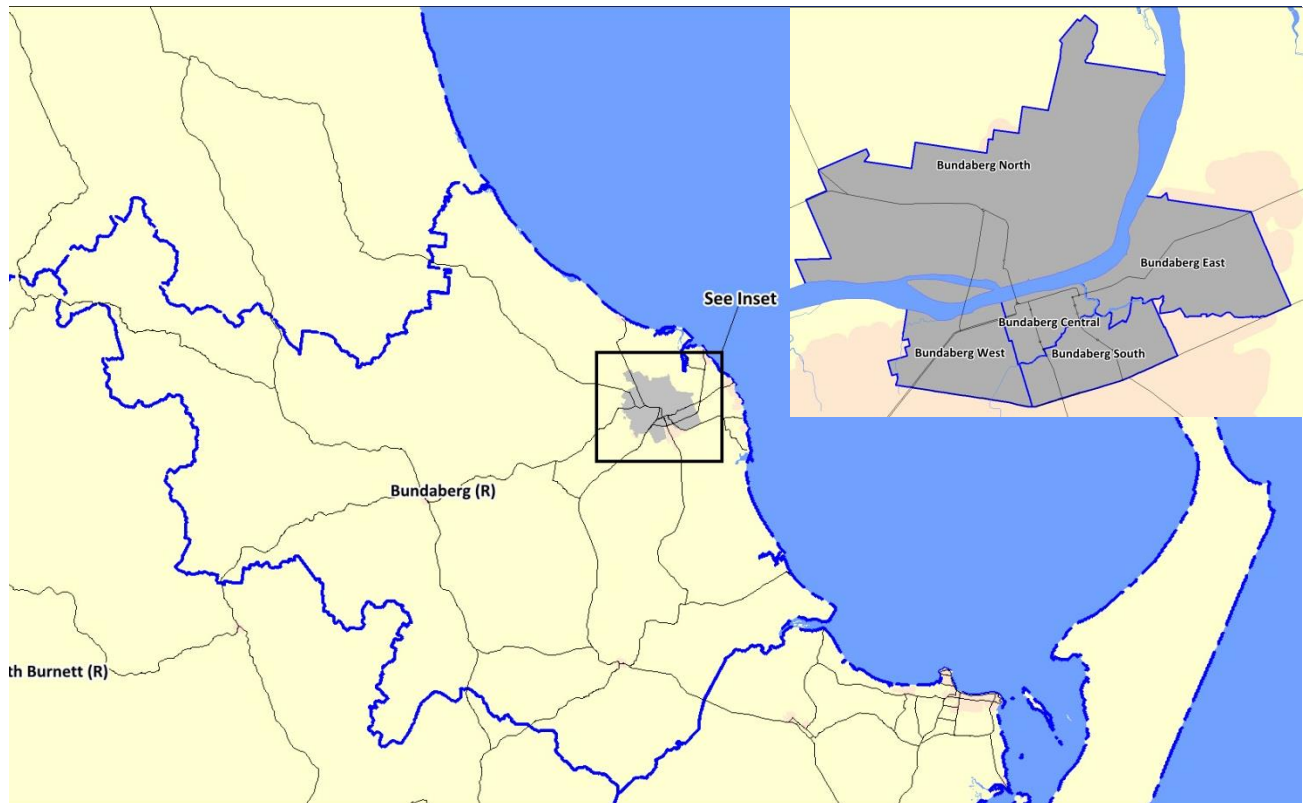 Bundaberg North
Bundaberg East
See Inset
Bundaberg Central
Bundaberg West
Bundaberg South
Bundaberg (R)
th Burnett (R)